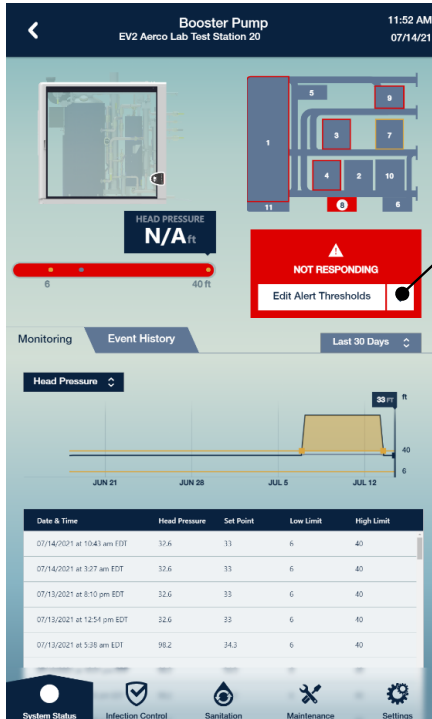 Booster Pump
EV2 Aerco Lab Test Station 20
11:52 AM
07/14/21
5
9
1
3
7
4
2
10
11
8
6
HEAD PRESSURE
N/A ft
6
40 ft
NOT RESPONDING
Edit Alert Thresholds
Monitoring
Event History
Last 30 Days
Head Pressure
33 FT
ft
40
6
JUN 21
JUN 28
JUL 5
JUL 12
Date & Time Head Pressure Set Point Low Limit High Limit
07/14/2021 at 10:43 am EDT 32.6 33 6 40
07/14/2021 at 3:27 am EDT 32.6 33 6 40
07/13/2021 at 8:10 pm EDT 32.6 33 6 40
07/13/2021 at 12:54 pm EDT 32.6 33 6 40
07/13/2021 at 5:38 am EDT 98.2 34.3 6 40
System Status
Infection Control
Sanitation
Maintenance
Settings